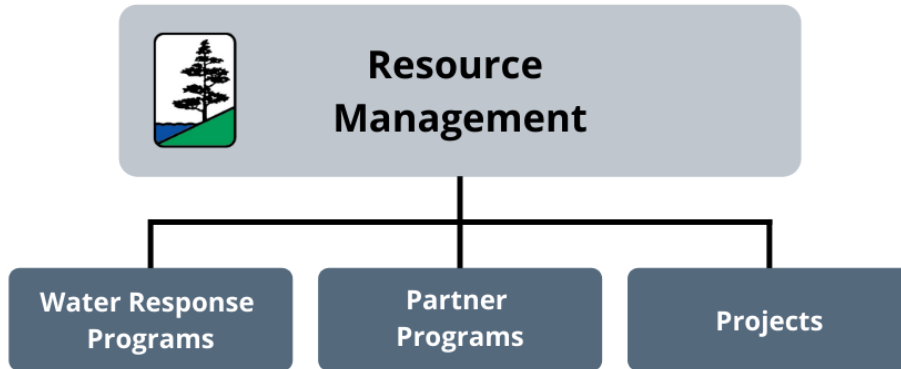 Resource
Management
Water Response
Programs
Partner
Programs
Projects